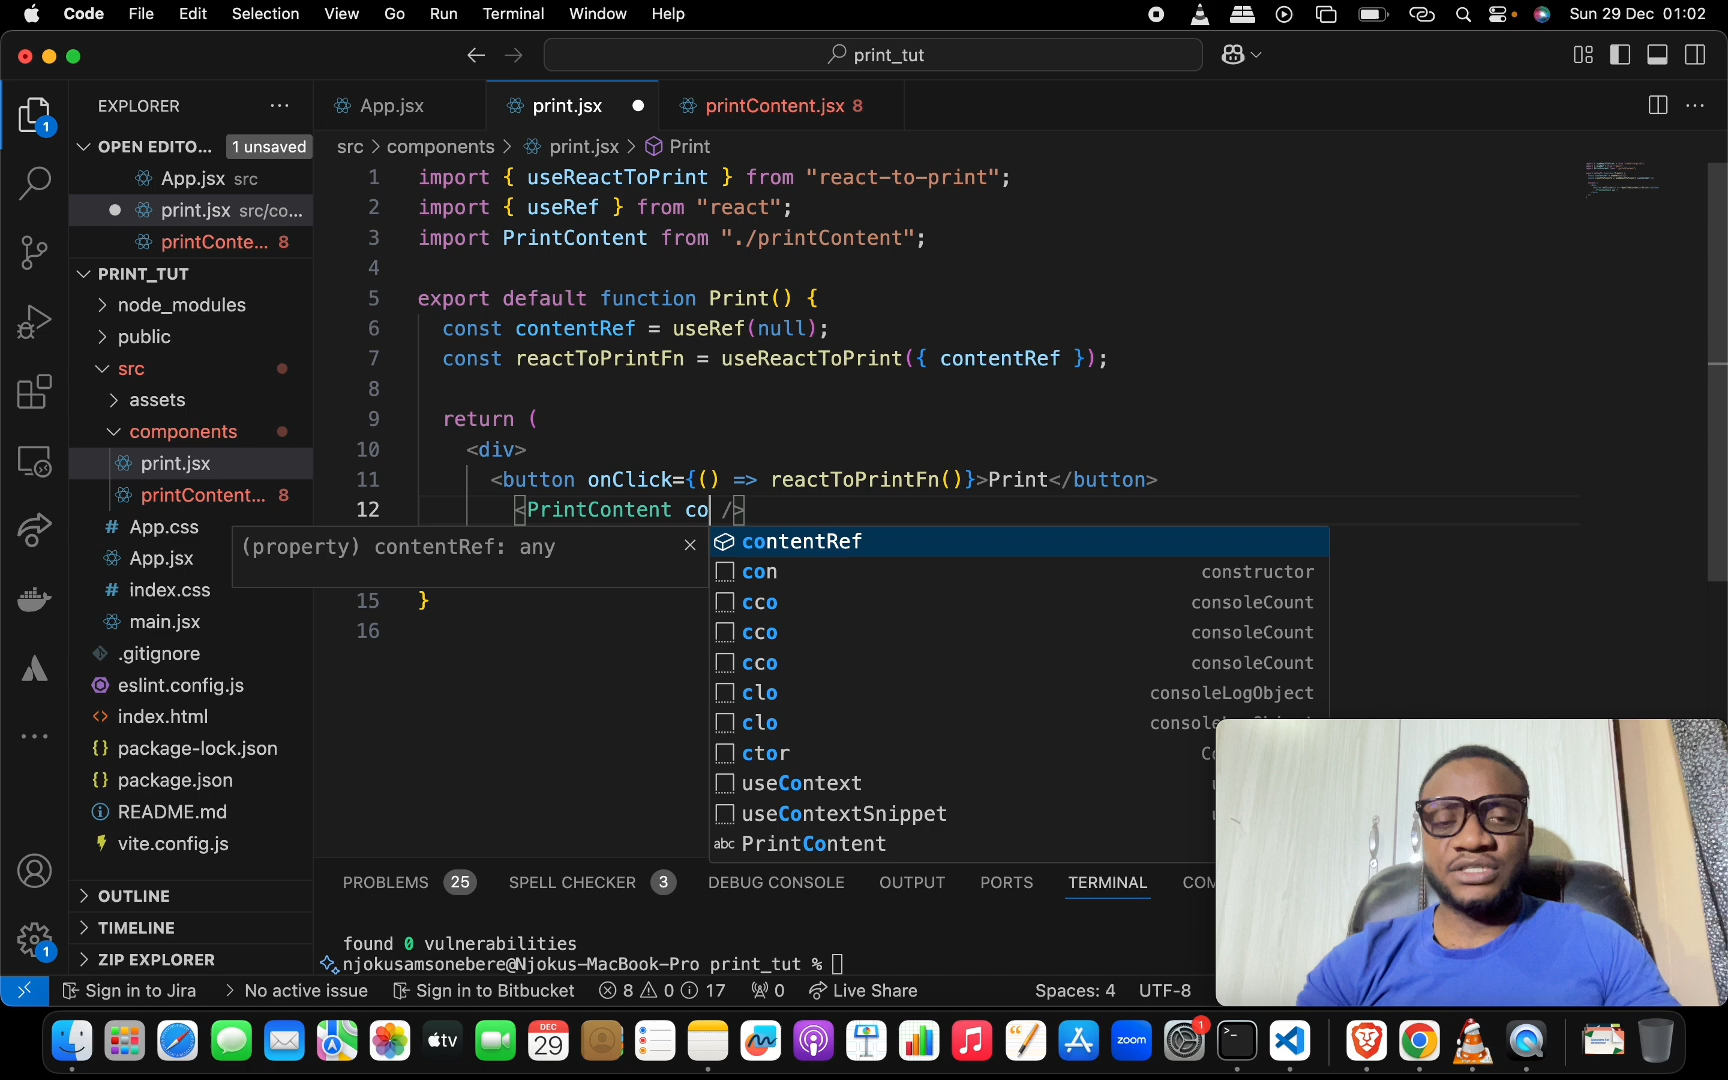 Code File Edit Selection View Go Run Terminal Window Help Sun 29 Dec 01:02
print_tut
EXPLORER
App.jsx
print.jsx
printContent.jsx 8
OPEN EDITO... 1 unsaved
App.jsx src
print.jsx src/co...
printConte... 8
PRINT_TUT
node_modules
public
src
assets
components
print.jsx
printContent... 8
App.css
App.jsx
index.css
main.jsx
.gitignore
eslint.config.js
index.html
package-lock.json
package.json
README.md
vite.config.js
OUTLINE
TIMELINE
ZIP EXPLORER
1
1
src > components > print.jsx > Print
1 import { useReactToPrint } from "react-to-print";
2 import { useRef } from "react";
3 import PrintContent from "./printContent";
4
5 export default function Print() {
6 const contentRef = useRef(null);
7 const reactToPrintFn = useReactToPrint({ contentRef });
8
9 return (
10 <div>
11 <button onClick={() => reactToPrintFn()}>Print</button>
12 <PrintContent co />
15 }
16
(property) contentRef: any
contentRef
con constructor
cco consoleCount
cco consoleCount
cco consoleCount
clo consoleLogObject
clo
ctor
useContext
useContextSnippet
abc PrintContent
PROBLEMS 25 SPELL CHECKER 3 DEBUG CONSOLE OUTPUT PORTS TERMINAL COM
found 0 vulnerabilities
njokusamsonebere@Njokus-MacBook-Pro print_tut %
Sign in to Jira No active issue Sign in to Bitbucket 8 0 17 0 Live Share Spaces: 4 UTF-8
tv
DEC
29
zoom
1